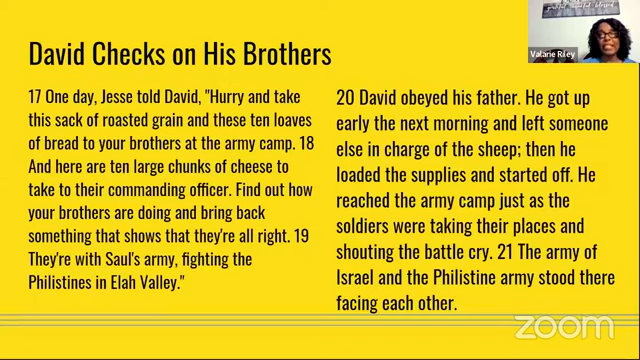 David Checks on His Brothers
17 One day, Jesse told David, "Hurry and take
this sack of roasted grain and these ten loaves
of bread to your brothers at the army camp. 18
And here are ten large chunks of cheese to
take to their commanding officer. Find out how
your brothers are doing and bring back
something that shows that they're all right. 19
They're with Saul's army, fighting the
Philistines in Elah Valley."
20 David obeyed his father. He got up
early the next morning and left someone
else in charge of the sheep; then he
loaded the supplies and started off. He
reached the army camp just as the
soldiers were taking their places and
shouting the battle cry. 21 The army of
Israel and the Philistine army stood there
facing each other.
grateful thankful blessed
Valarie Riley
zoom